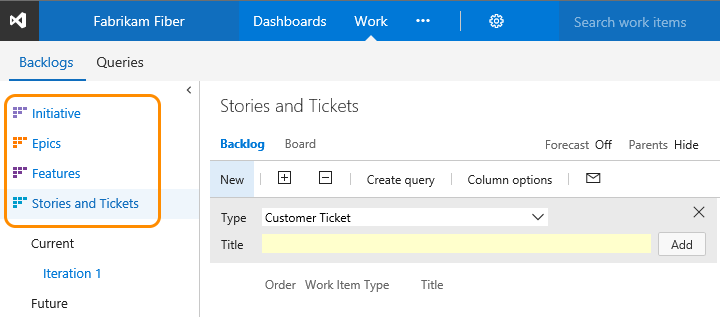 Fabrikam Fiber Dashboards Work ••• Search work items
Backlogs Queries
Initiative
Epics
Features
Stories and Tickets
Current
Iteration 1
Future
Stories and Tickets
Backlog Board Forecast Off Parents Hide
New Create query Column options
Type Customer Ticket
Title Add
Order Work Item Type Title